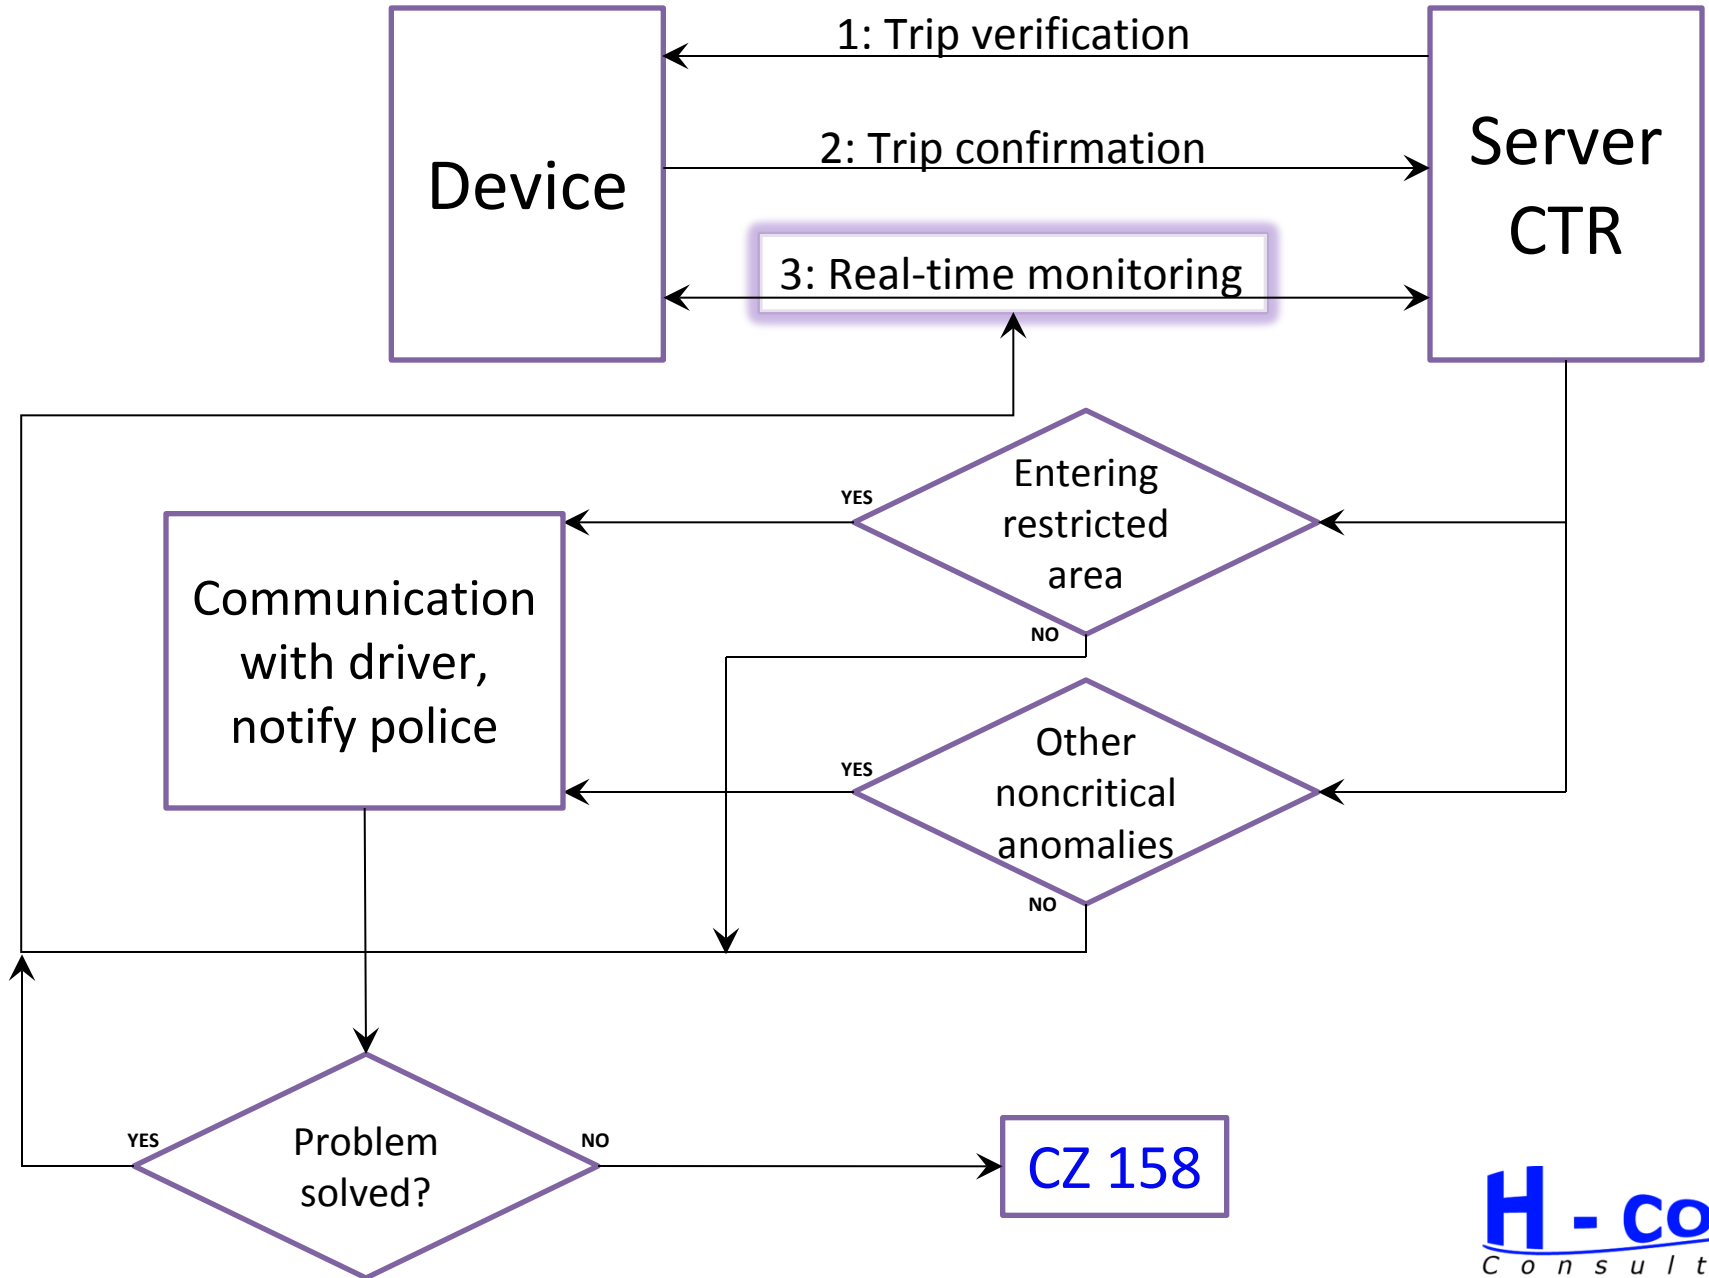 1: Trip verification
2: Trip confirmation
3: Real-time monitoring
Device
Server
CTR
Entering
restricted
area
YES
NO
Communication
with driver,
notify police
Other
noncritical
anomalies
YES
NO
Problem
solved?
YES
NO
CZ 158
H - co
Consult